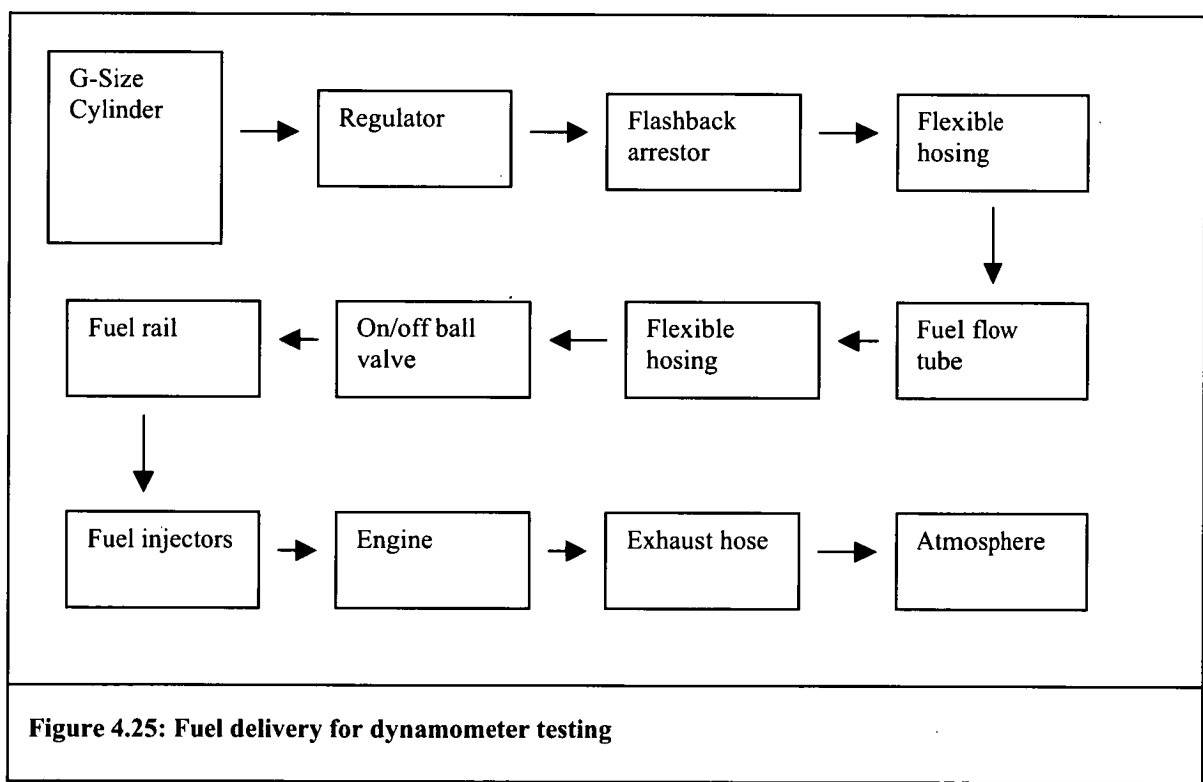 G-Size
Cylinder
Regulator
Flashback
arrestor
Flexible
hosing
Fuel rail
On/off ball
valve
Flexible
hosing
Fuel flow
tube
Fuel injectors
Engine
Exhaust hose
Atmosphere
Figure 4.25: Fuel delivery for dynamometer testing